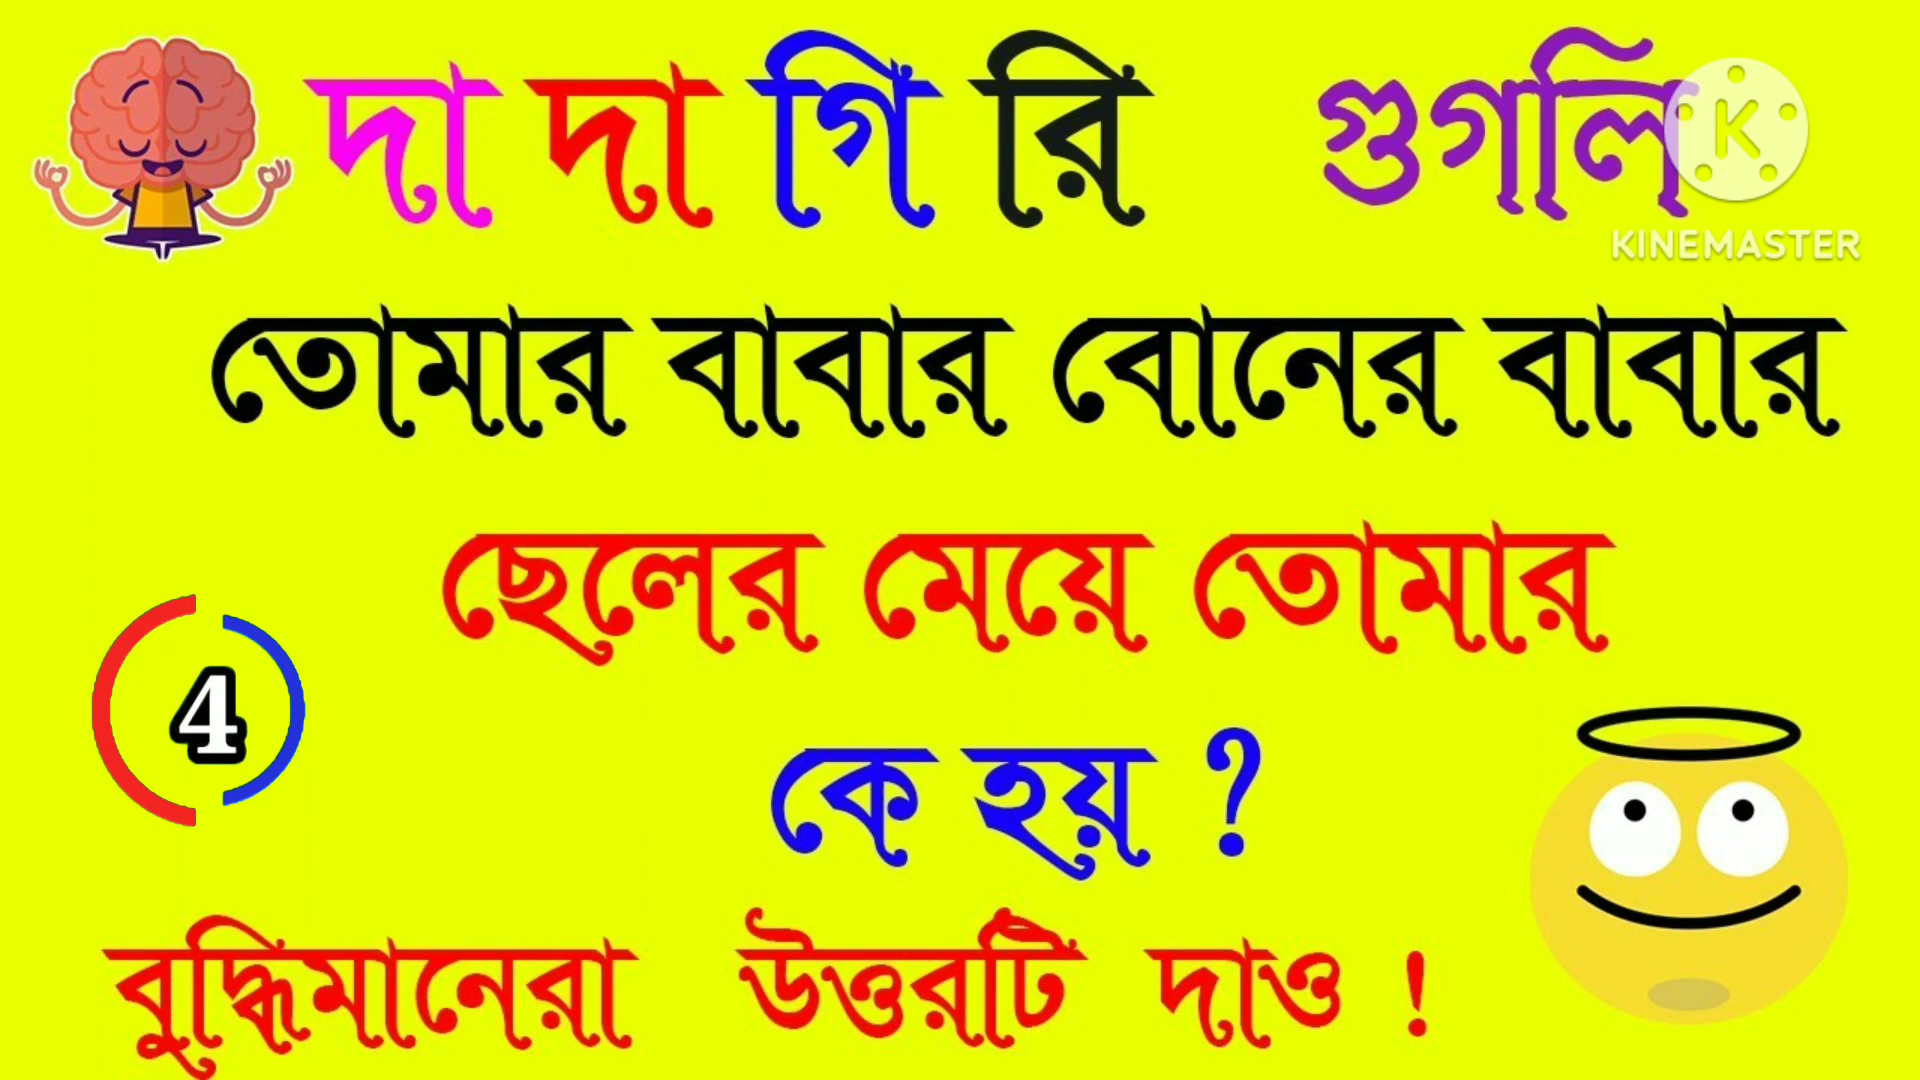 দা দা গি রি গুগলি
K
KINEMASTER
তোমার বাবার বোনের বাবার
ছেলের মেয়ে তোমার
4
কে হয় ?
বুদ্ধিমানেরা উত্তরটি দাও !